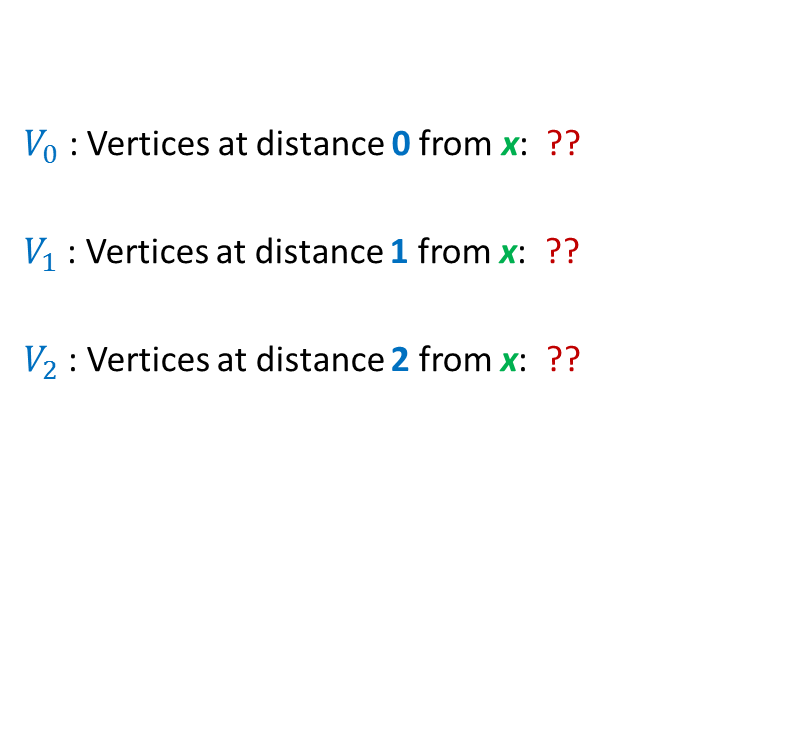 V₀ : Vertices at distance 0 from x: ??
V₁ : Vertices at distance 1 from x: ??
V₂ : Vertices at distance 2 from x: ??